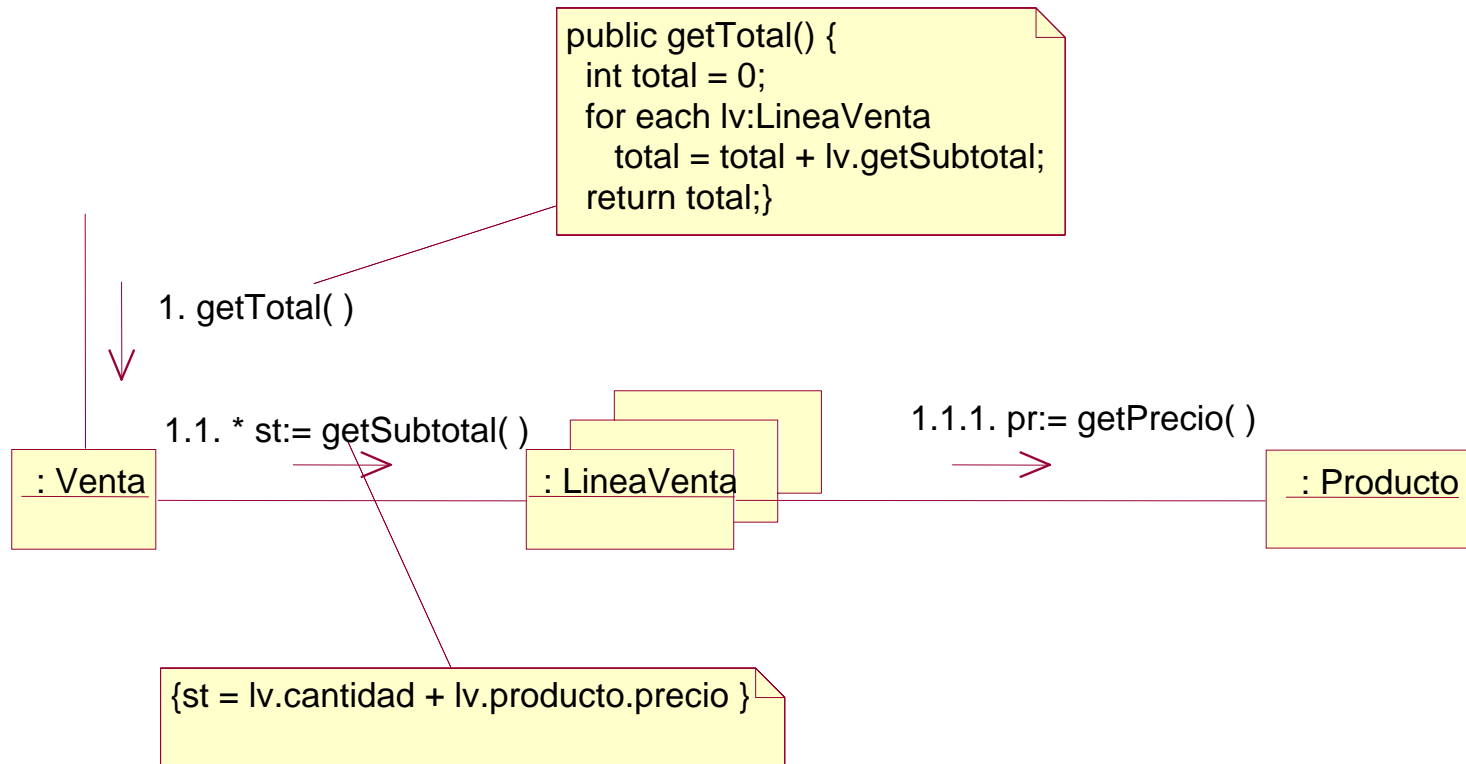 public getTotal() {
int total = 0;
for each lv:LineaVenta
total = total + lv.getSubtotal;
return total;}
1. getTotal( )
1.1. * st:= getSubtotal( )
1.1.1. pr:= getPrecio( )
: Venta
: LineaVenta
: Producto
{st = lv.cantidad + lv.producto.precio }